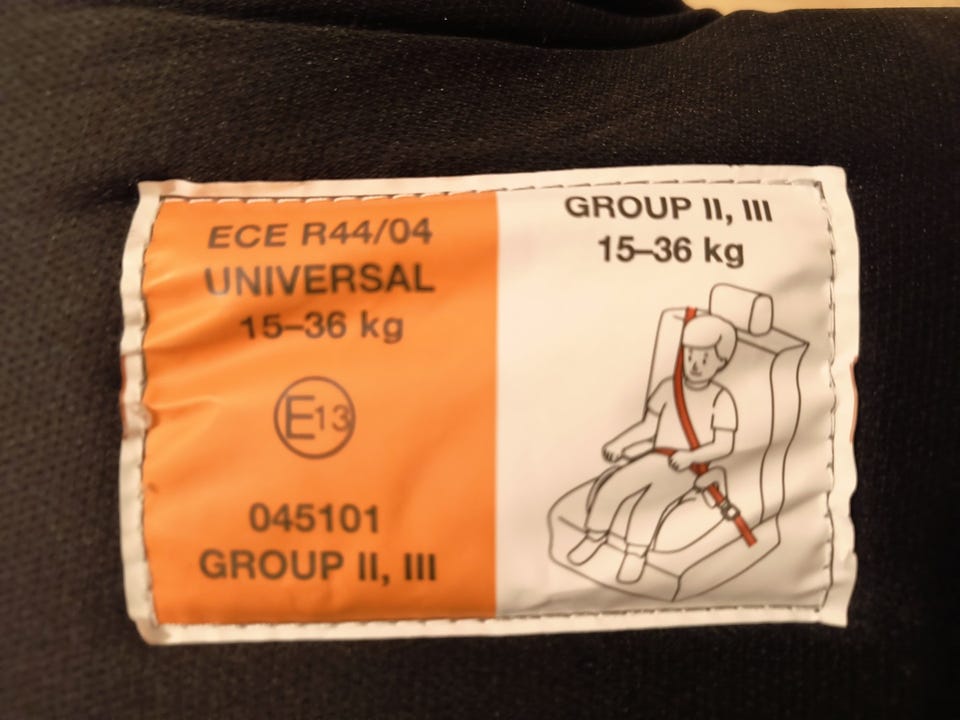 ECE R44/04
UNIVERSAL
15–36 kg
E13
045101
GROUP II, III
GROUP II, III
15–36 kg